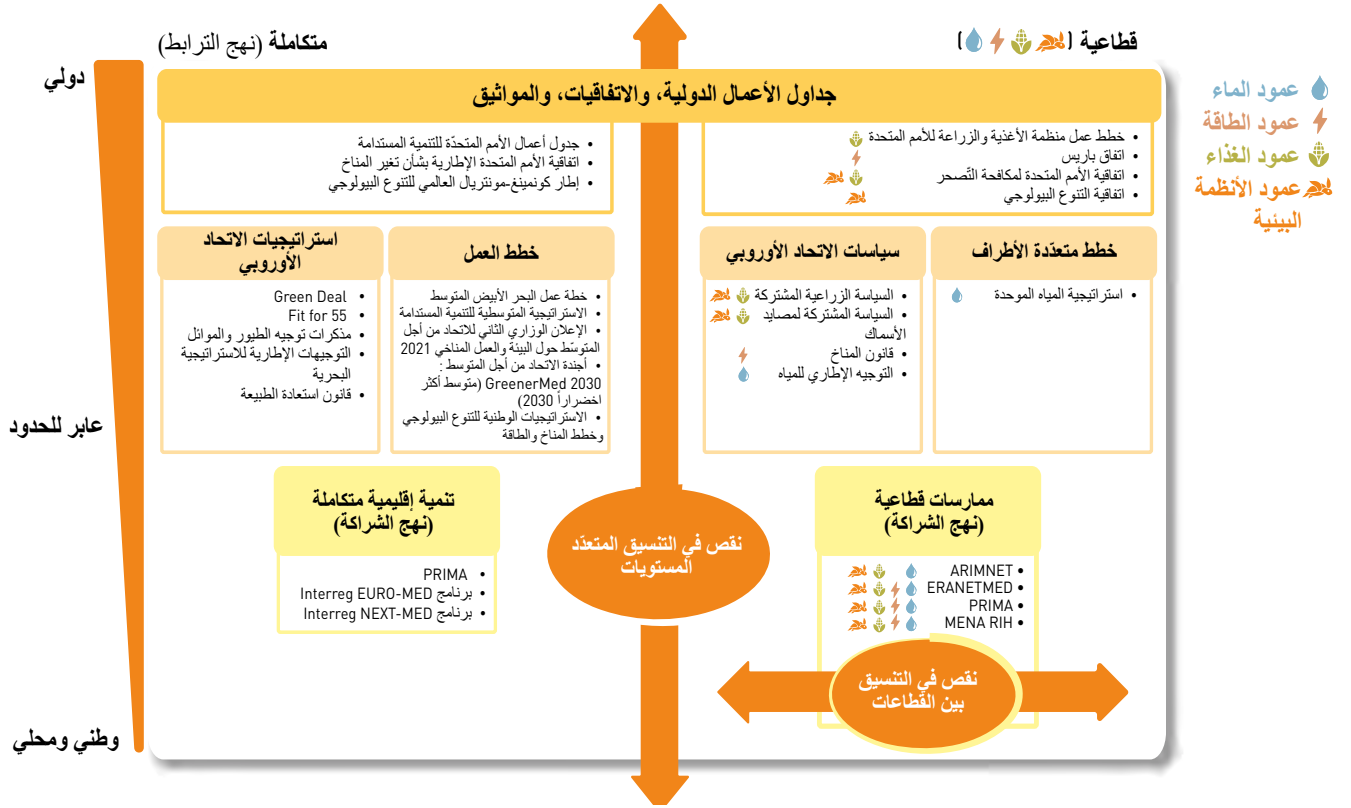 قطاعية ( )
متكاملة (نهج الترابط)
عمود الماء
عمود الطاقة
عمود الغذاء
عمود الأنظمة
البيئية
دولي
عابر للحدود
وطني ومحلي
جداول الأعمال الدولية، والاتفاقيات، والمواثيق
• خطط عمل منظمة الأغذية والزراعة للأمم المتحدة
• اتفاق باريس
• اتفاقية الأمم المتحدة لمكافحة التّصحر
• اتفاقية التنوع البيولوجي
• جدول أعمال الأمم المتحدّة للتنمية المستدامة
• اتفاقية الأمم المتحدة الإطارية بشأن تغير المناخ
• إطار كونمينغ-مونتريال العالمي للتنوع البيولوجي
خطط متعدّدة الأطراف
• استراتيجية المياه الموحدة
سياسات الاتحاد الأوروبي
• السياسة الزراعية المشتركة
• السياسة المشتركة لمصايد
الأسماك
• قانون المناخ
• التوجيه الإطاري للمياه
خطط العمل
• خطة عمل البحر الأبيض المتوسط
• الاستراتيجية المتوسطية للتنمية المستدامة
• الإعلان الوزاري الثاني للاتحاد من أجل
المتوسّط حول البيئة والعمل المناخي 2021
• أجندة الاتحاد من أجل المتوسط :
GreenerMed 2030 (متوسط أكثر
اخضراراً 2030)
• الاستراتيجيات الوطنية للتنوع البيولوجي
وخطط المناخ والطاقة
استراتيجيات الاتحاد
الأوروبي
• Green Deal
• Fit for 55
• مذكرات توجيه الطيور والموائل
• التوجيهات الإطارية للاستراتيجية
البحرية
• قانون استعادة الطبيعة
ممارسات قطاعية
(نهج الشراكة)
• ARIMNET
• ERANETMED
• PRIMA
• MENA RIH
نقص في التنسيق
بين القطاعات
نقص في التنسيق المتعدّد
المستويات
تنمية إقليمية متكاملة
(نهج الشراكة)
• PRIMA
• برنامج Interreg EURO-MED
• برنامج Interreg NEXT-MED